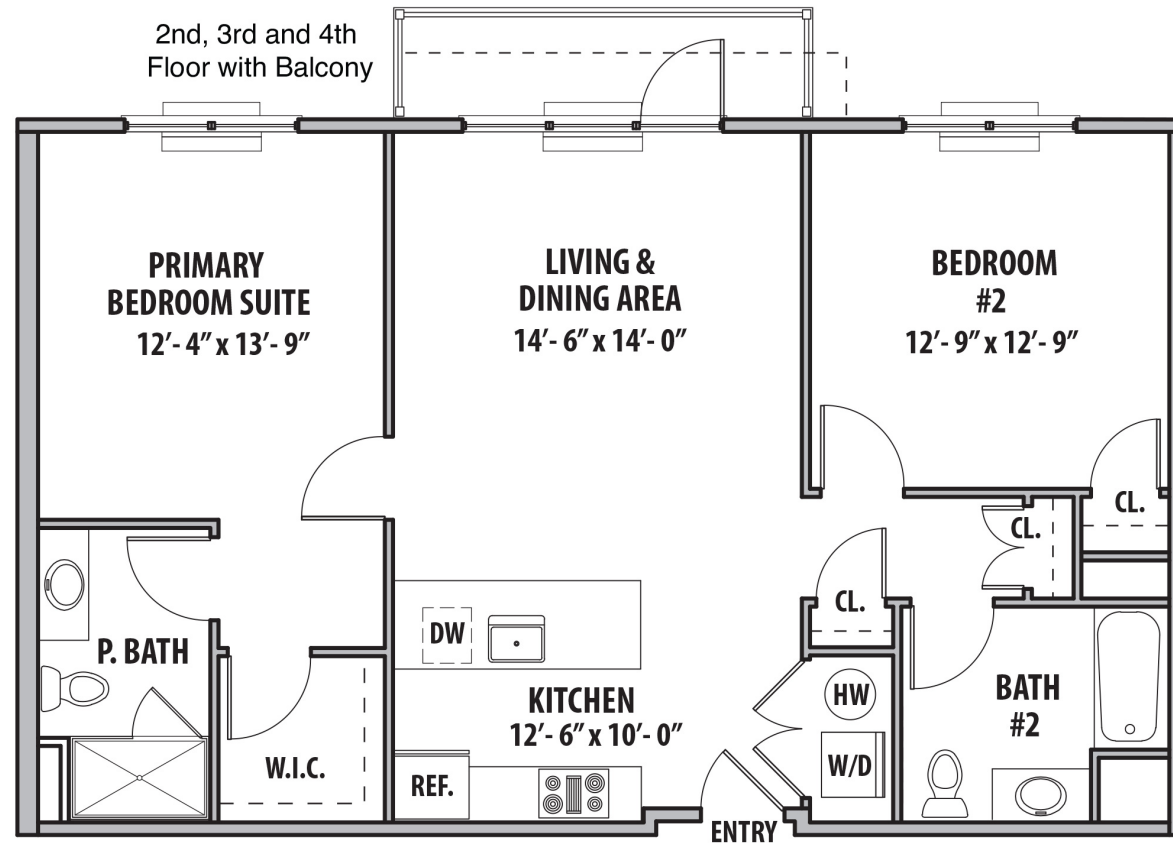 2nd, 3rd and 4th
Floor with Balcony
PRIMARY
BEDROOM SUITE
12′- 4″ x 13′- 9″
LIVING &
DINING AREA
14′- 6″ x 14′- 0″
BEDROOM
#2
12′- 9″ x 12′- 9″
CL.
CL.
CL.
DW
P. BATH
KITCHEN
12′- 6″ x 10′- 0″
HW
BATH
#2
W.I.C.
REF.
W/D
ENTRY